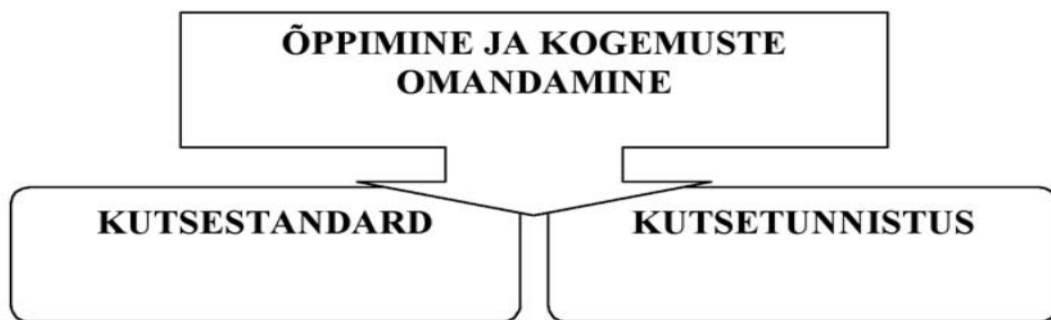 ÕPPIMINE JA KOGEMUSTE
OMANDAMINE
KUTSESTANDARD
KUTSETUNNISTUS